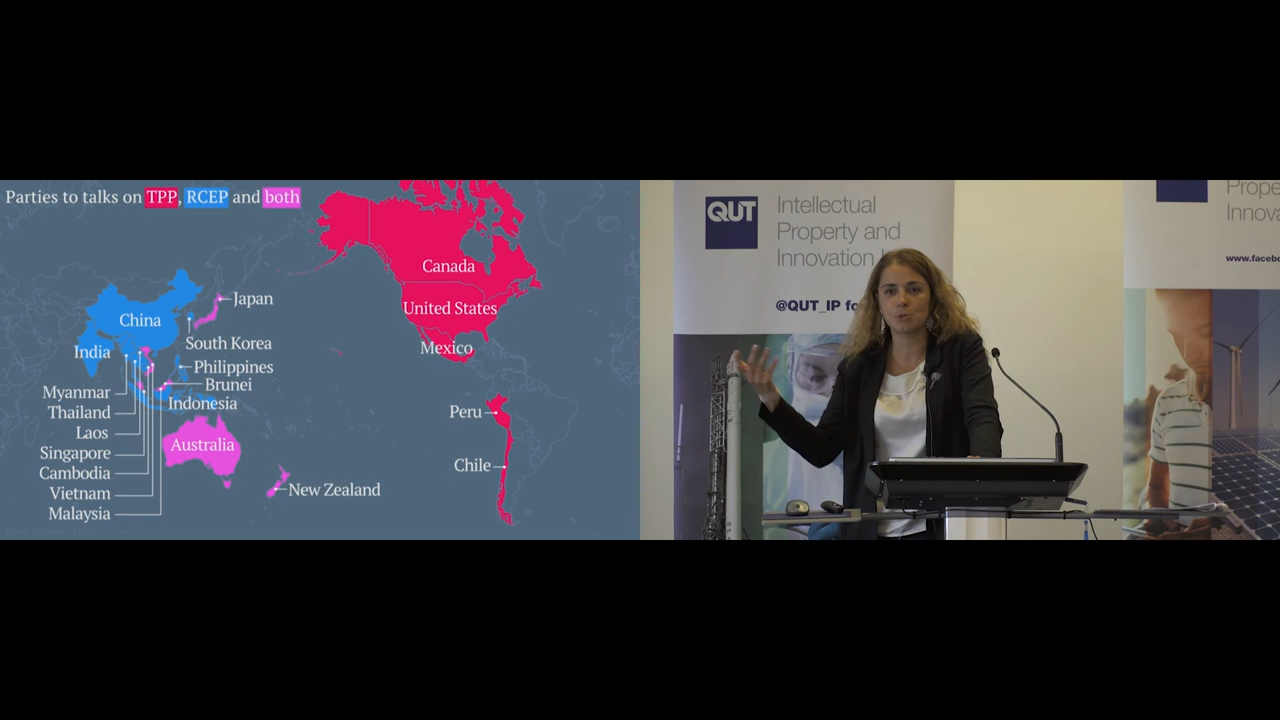 Parties to talks on TPP, RCEP and both
Canada
United States
Mexico
Peru
Chile
China
Japan
India
South Korea
Philippines
Brunei
Indonesia
Myanmar
Thailand
Laos
Singapore
Cambodia
Vietnam
Malaysia
Australia
New Zealand
QUT
Intellectual
Property and
Innovation
@QUT_IP fo
Prope
Innova
www.facebo